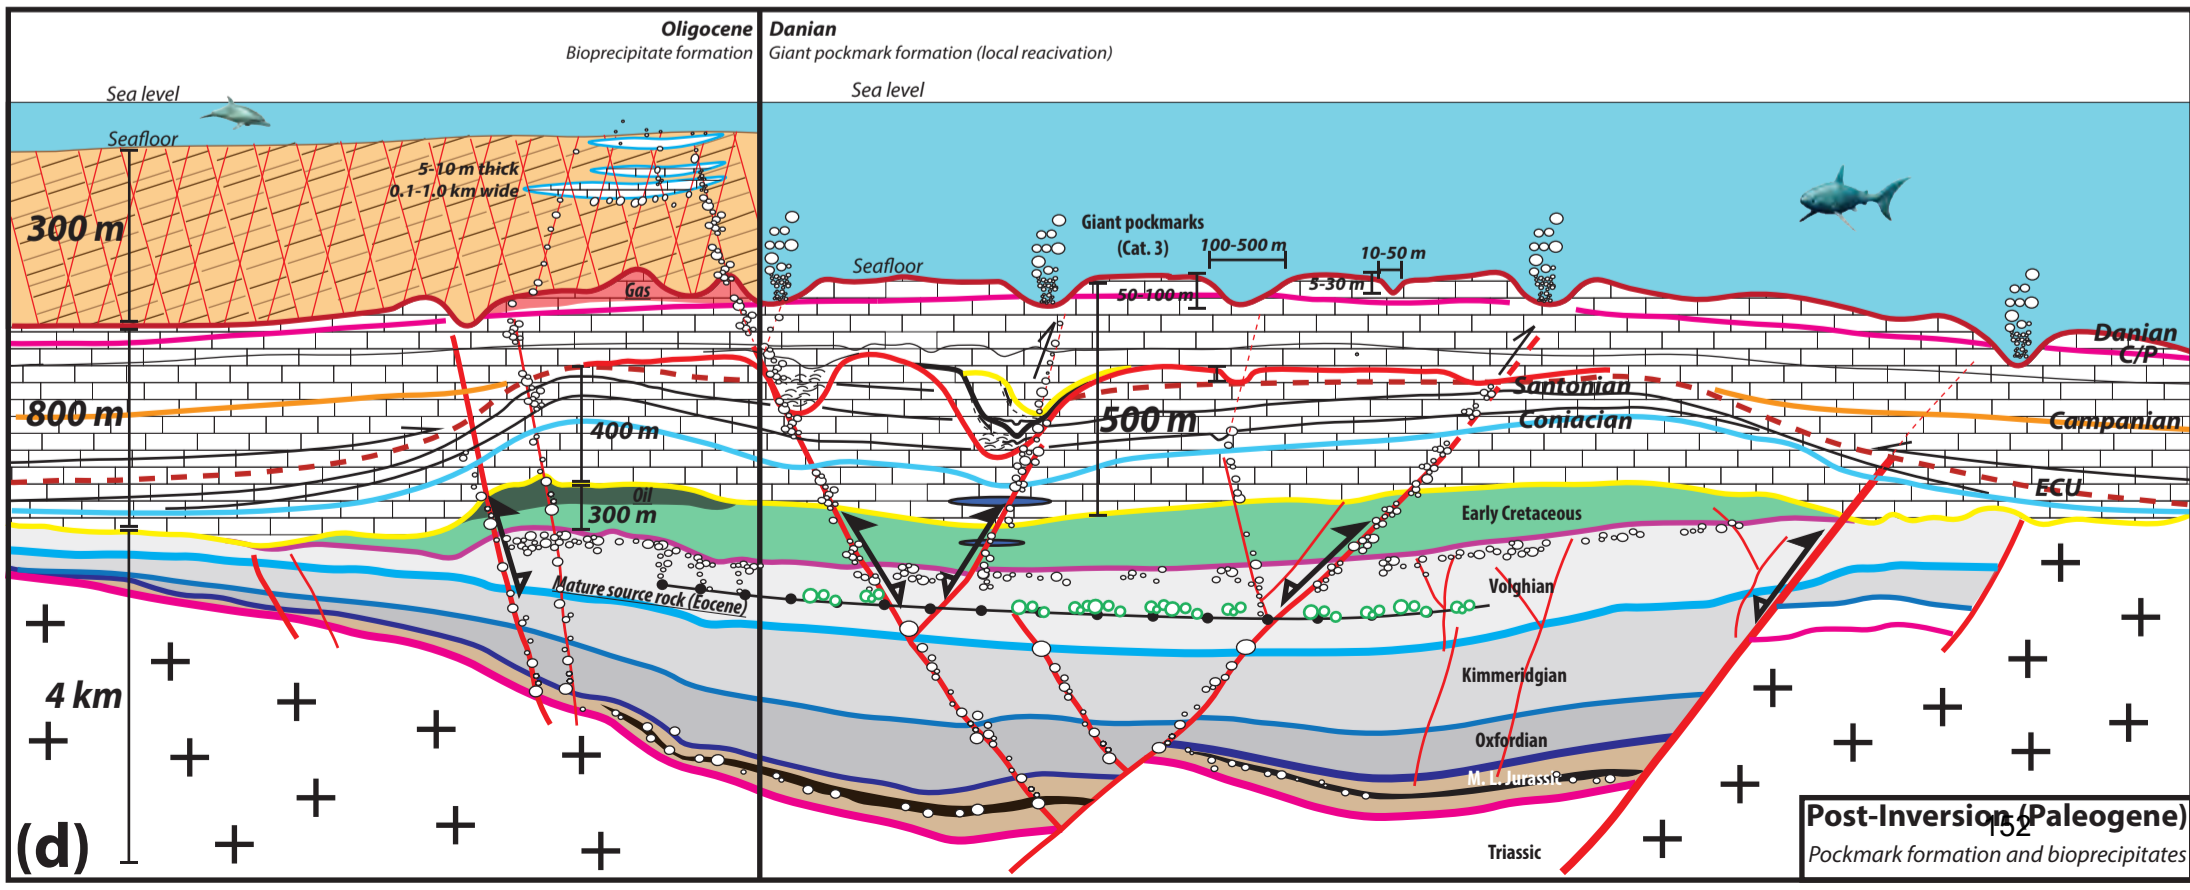 Oligocene
Bioprecipitate formation
Danian
Giant pockmark formation (local reacivation)
Sea level
Sea level
Seafloor
5-10 m thick
0.1-1.0 km wide
300 m
Giant pockmarks
(Cat. 3)
100-500 m
10-50 m
Seafloor
5-30 m
50-100 m
Gas
Danian
C/P
Santonian
Coniacian
Campanian
800 m
400 m
500 m
ECU
Oil
300 m
Early Cretaceous
Mature source rock (Eocene)
Volghian
Kimmeridgian
4 km
Oxfordian
M. L. Jurassic
Triassic
(d)
Post-Inversion (Paleogene)
152
Pockmark formation and bioprecipitates